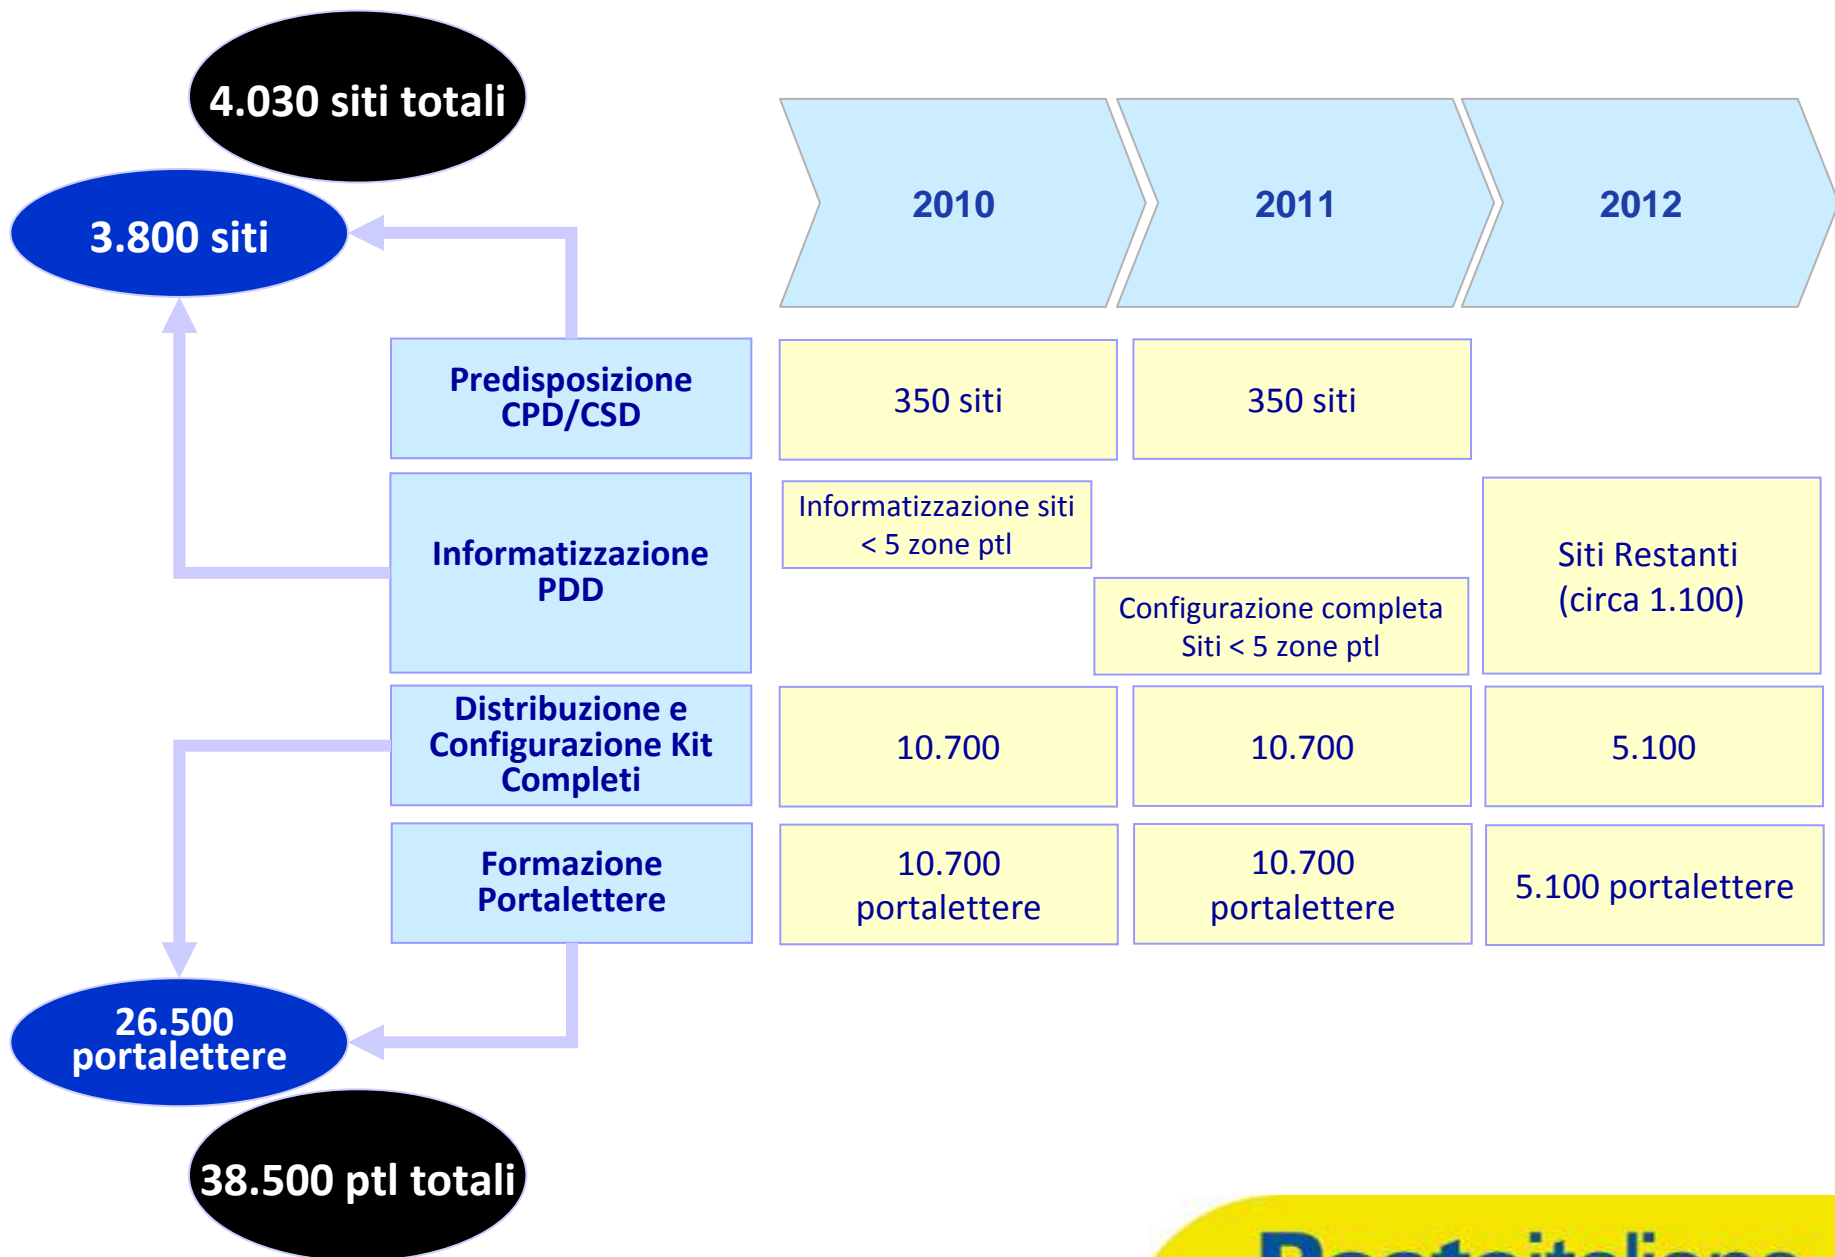 4.030 siti totali
3.800 siti
2010
2011
2012
Predisposizione
CPD/CSD
350 siti
350 siti
Informatizzazione
PDD
Informatizzazione siti
< 5 zone ptl
Configurazione completa
Siti < 5 zone ptl
Siti Restanti
(circa 1.100)
Distribuzione e
Configurazione Kit
Completi
10.700
10.700
5.100
Formazione
Portalettere
10.700
portalettere
10.700
portalettere
5.100 portalettere
26.500
portalettere
38.500 ptl totali
Posteitaliane